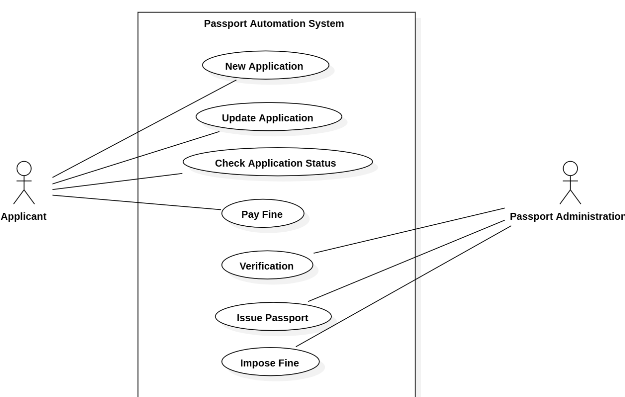 Passport Automation System
New Application
Update Application
Check Application Status
Applicant
Passport Administration
Pay Fine
Verification
Issue Passport
Impose Fine